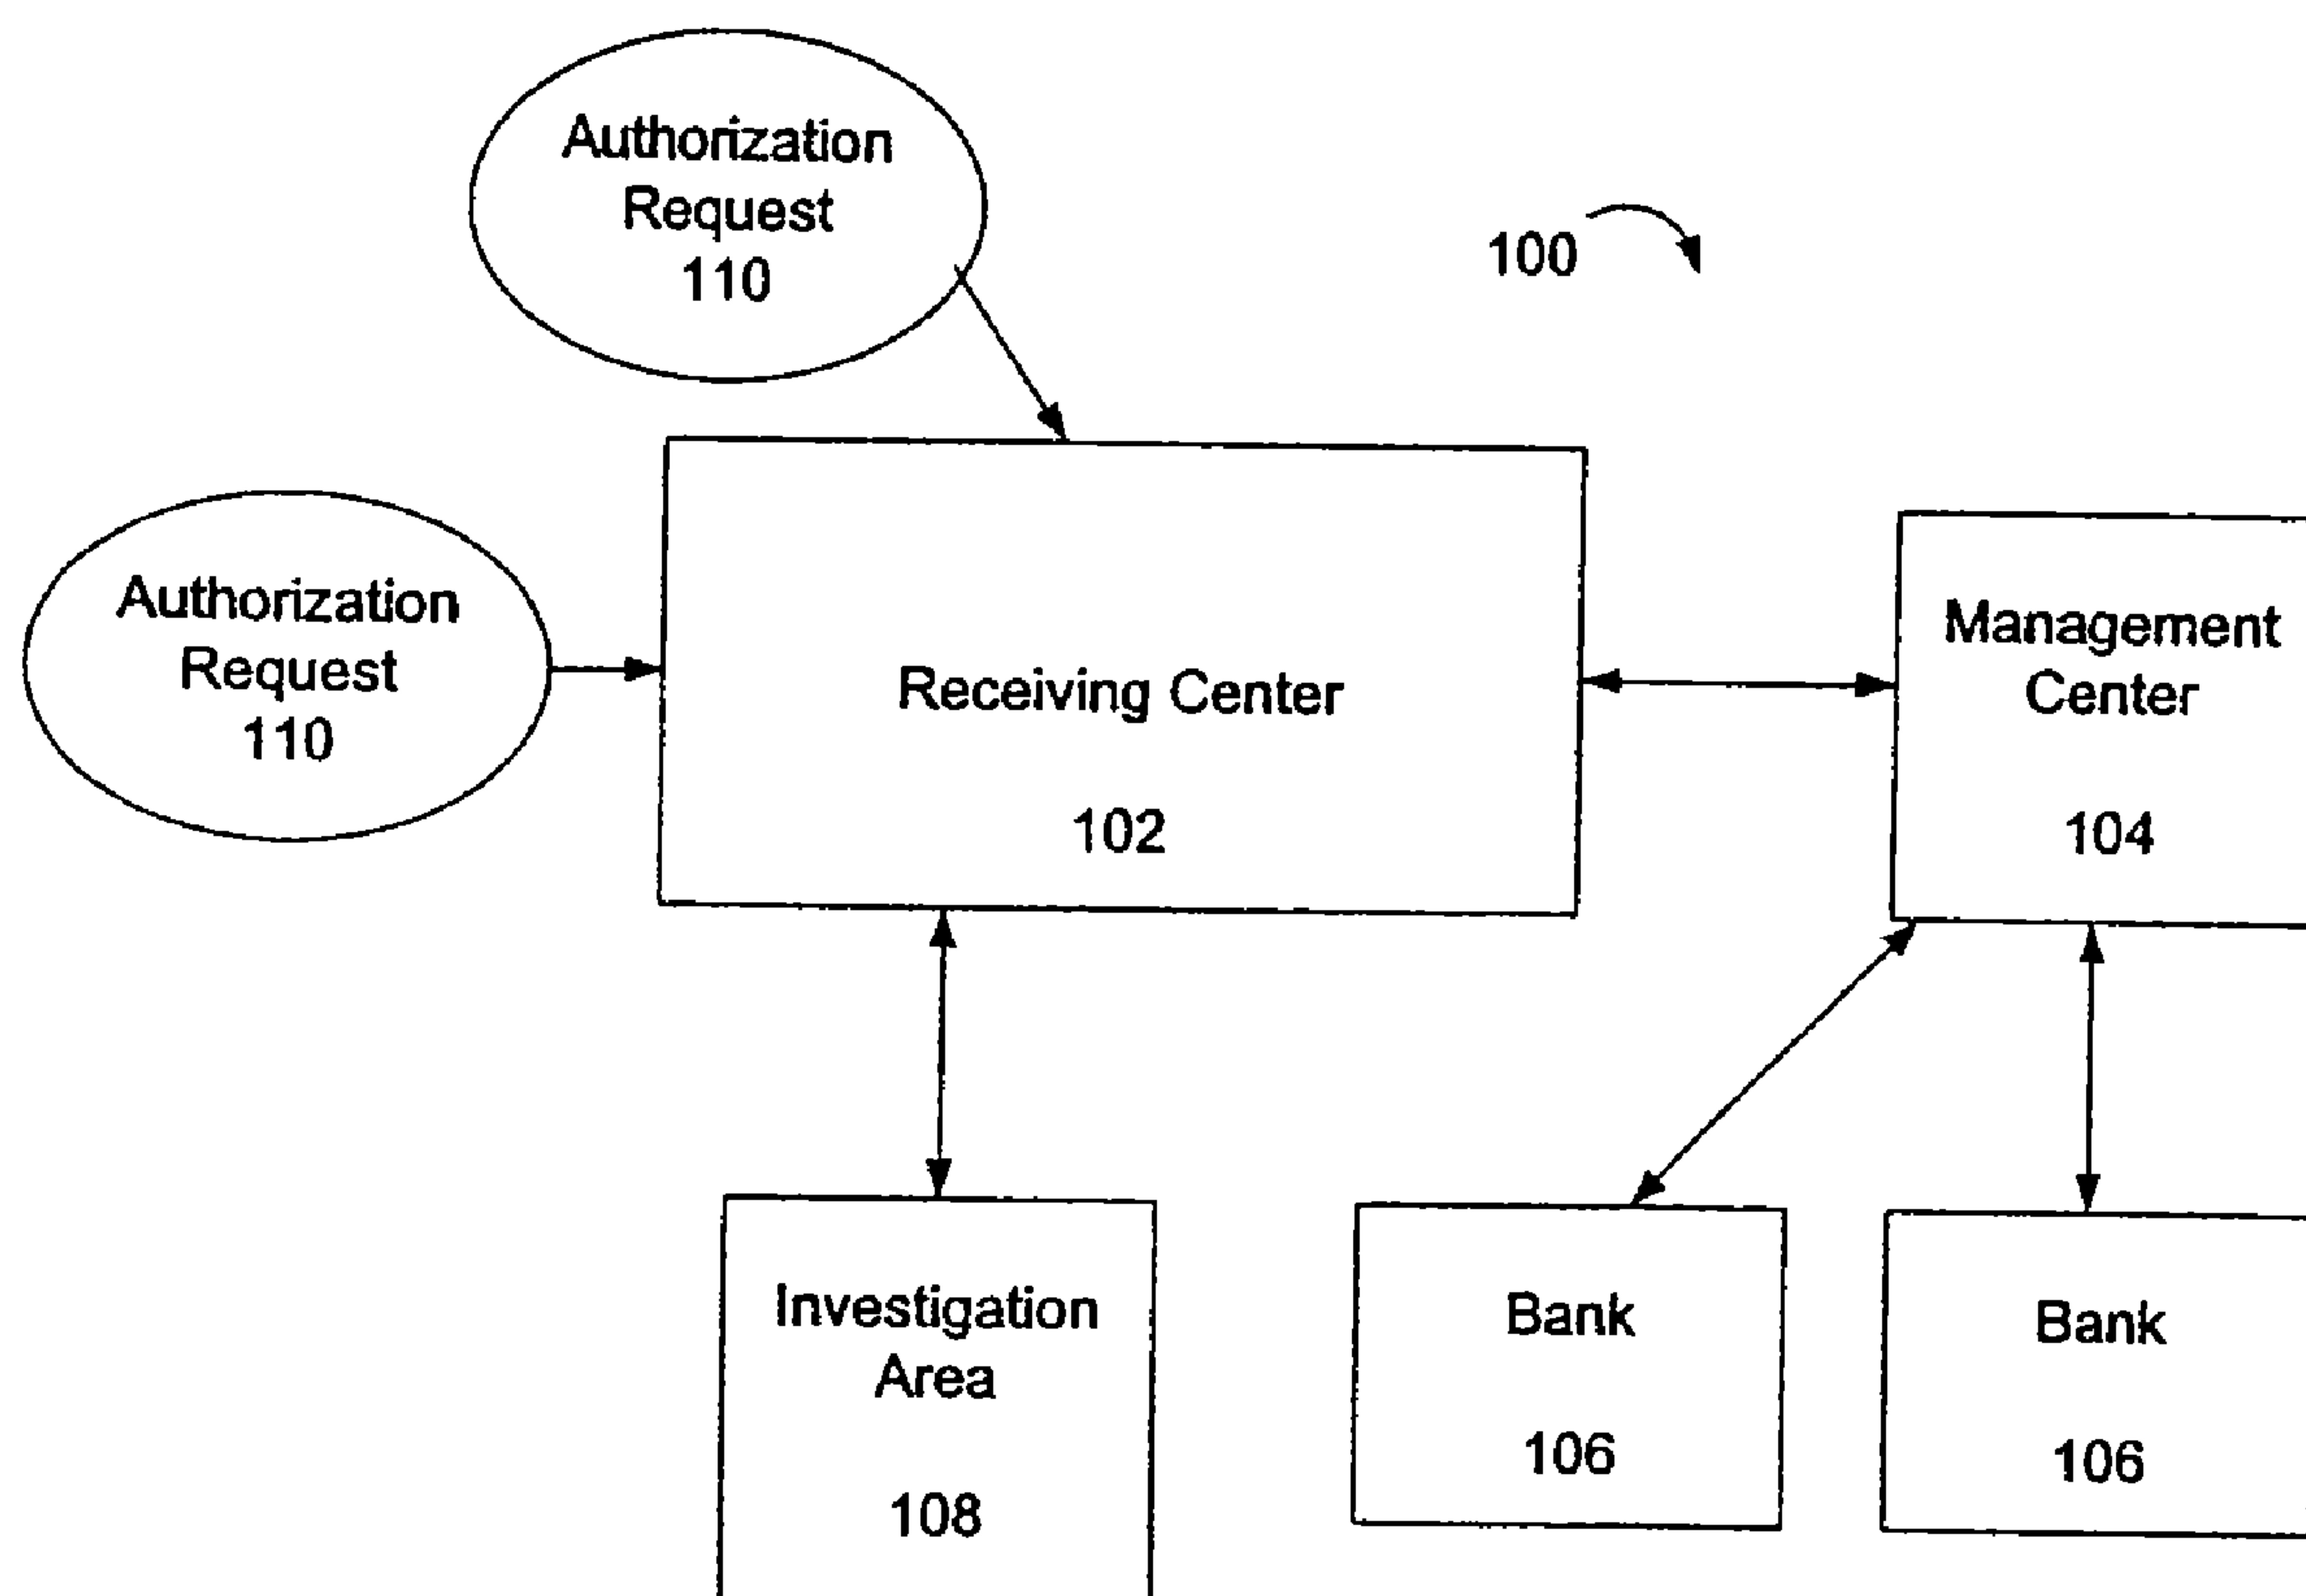 Authorization
Request
110
100
Authorization
Request
110
Receiving Center
102
Management
Center
104
Investigation
Area
108
Bank
106
Bank
106